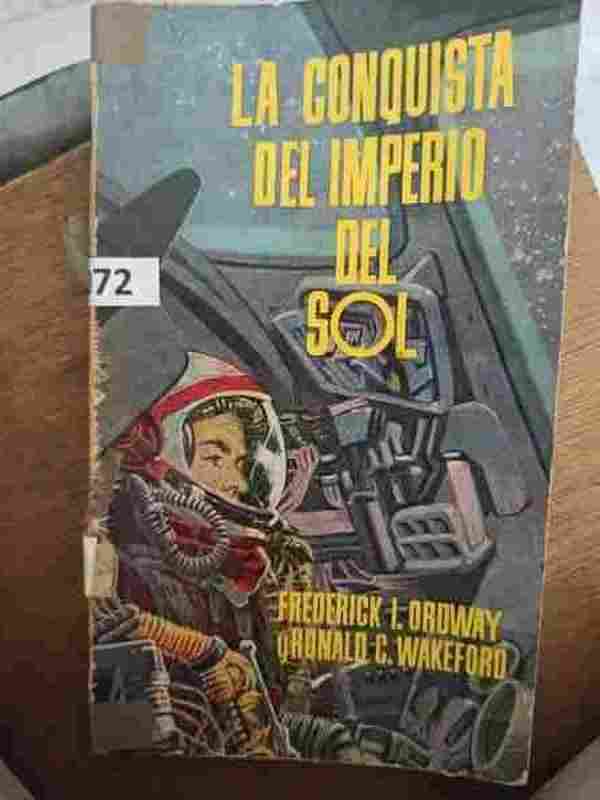 LA CONQUISTA
DEL IMPERIO
DEL
SOL
72
FREDERICK I. ORDWAY
y RONALD C. WAKEFORD